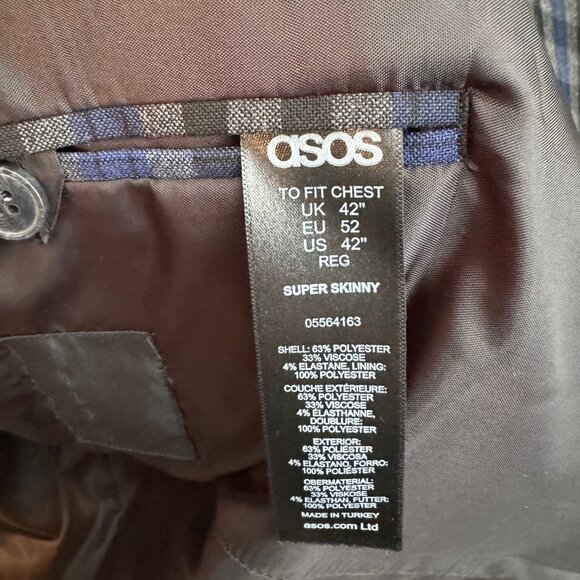 asos
TO FIT CHEST
UK 42"
EU 52
US 42"
REG
SUPER SKINNY
05564163
SHELL: 63% POLYESTER
33% VISCOSE
4% ELASTANE, LINING:
100% POLYESTER
COUCHE EXTÉRIEURE:
63% POLYESTER
33% VISCOSE
4% ÉLASTHANNE,
DOUBLURE:
100% POLYESTER
EXTERIOR:
63% POLIÉSTER
33% VISCOSA
4% ELASTANO, FORRO:
100% POLIÉSTER
OBERMATERIAL:
63% POLYESTER
33% VISKOSE
4% ELASTHAN, FUTTER:
100% POLYESTER
MADE IN TURKEY
asos.com Ltd